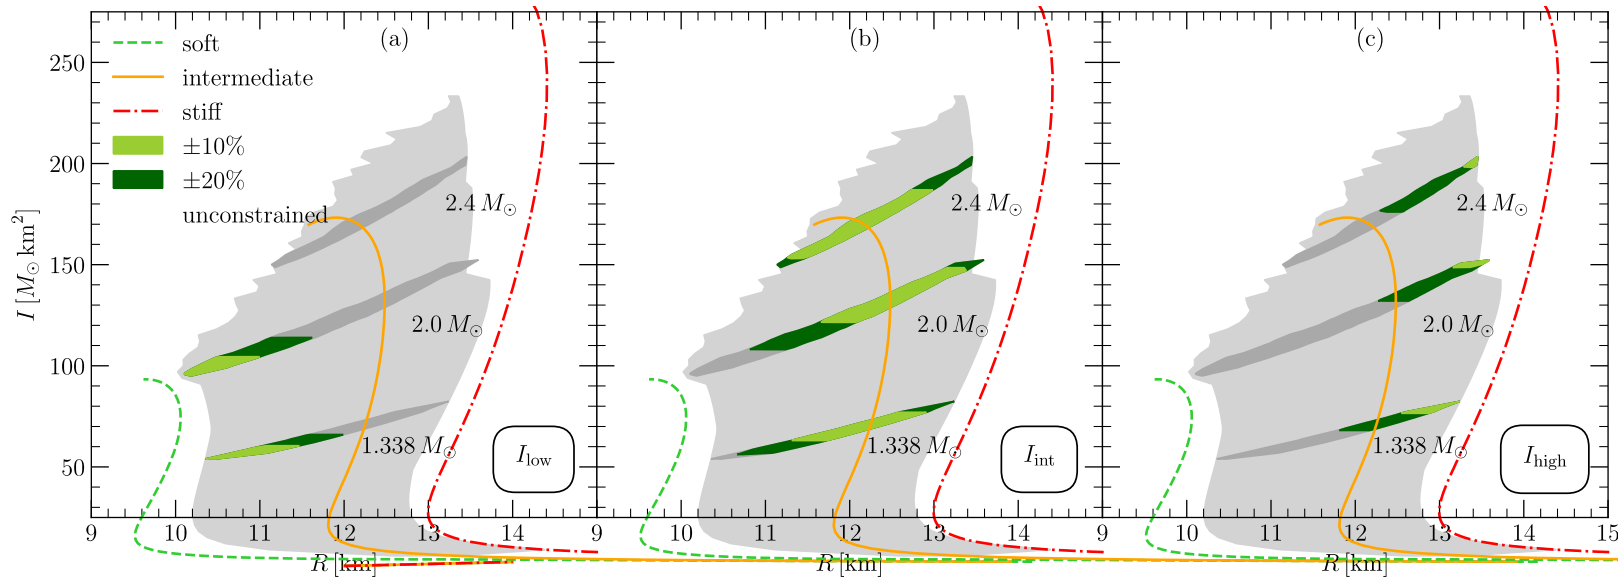 (a) (b) (c)
soft
intermediate
stiff
±10%
±20%
unconstrained
250
200
150
100
50
I [M⊙ km²]
2.4 M⊙ 2.4 M⊙ 2.4 M⊙
2.0 M⊙ 2.0 M⊙ 2.0 M⊙
1.338 M⊙ 1.338 M⊙ 1.338 M⊙
I_low I_int I_high
9 10 11 12 13 14 9 10 11 12 13 14 9 10 11 12 13 14 15
R [km] R [km] R [km]